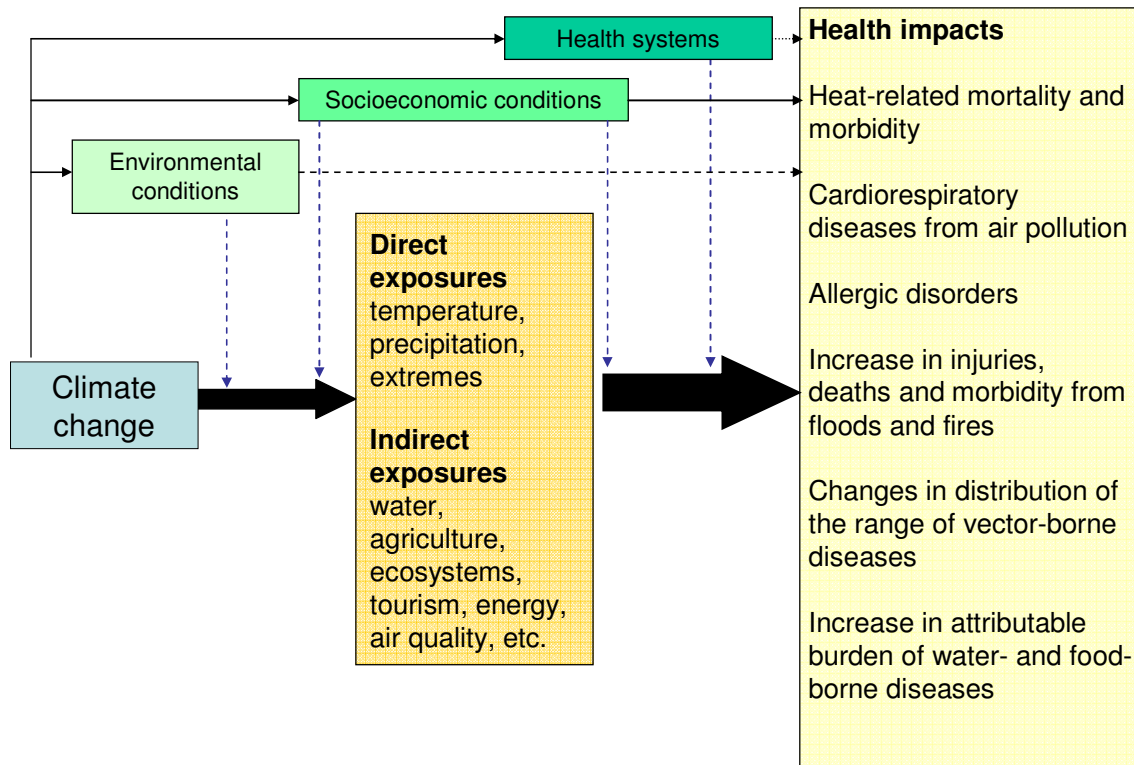 Health systems
Socioeconomic conditions
Environmental
conditions
Climate
change
Direct
exposures
temperature,
precipitation,
extremes
Indirect
exposures
water,
agriculture,
ecosystems,
tourism, energy,
air quality, etc.
Health impacts
Heat-related mortality and
morbidity
Cardiorespiratory
diseases from air pollution
Allergic disorders
Increase in injuries,
deaths and morbidity from
floods and fires
Changes in distribution of
the range of vector-borne
diseases
Increase in attributable
burden of water- and food-
borne diseases